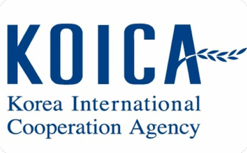 KOICA
Korea International
Cooperation Agency